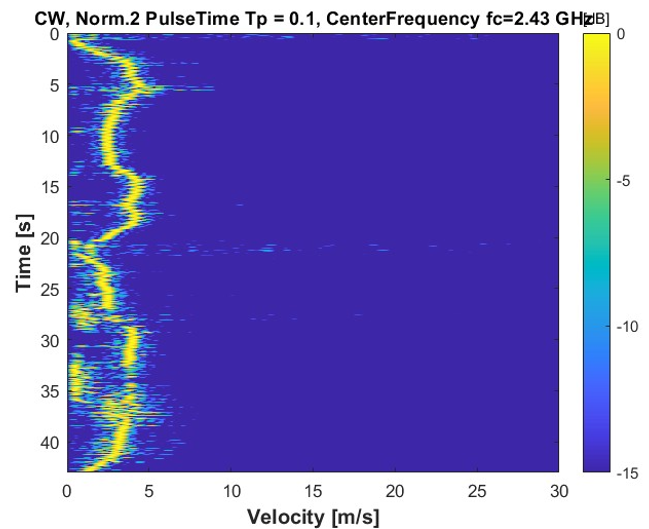 CW, Norm.2 PulseTime Tp = 0.1, CenterFrequency fc=2.43 GHz
[dB]
0
5
10
15
20
25
30
35
40
Time [s]
0
-5
-10
-15
0 5 10 15 20 25 30
Velocity [m/s]